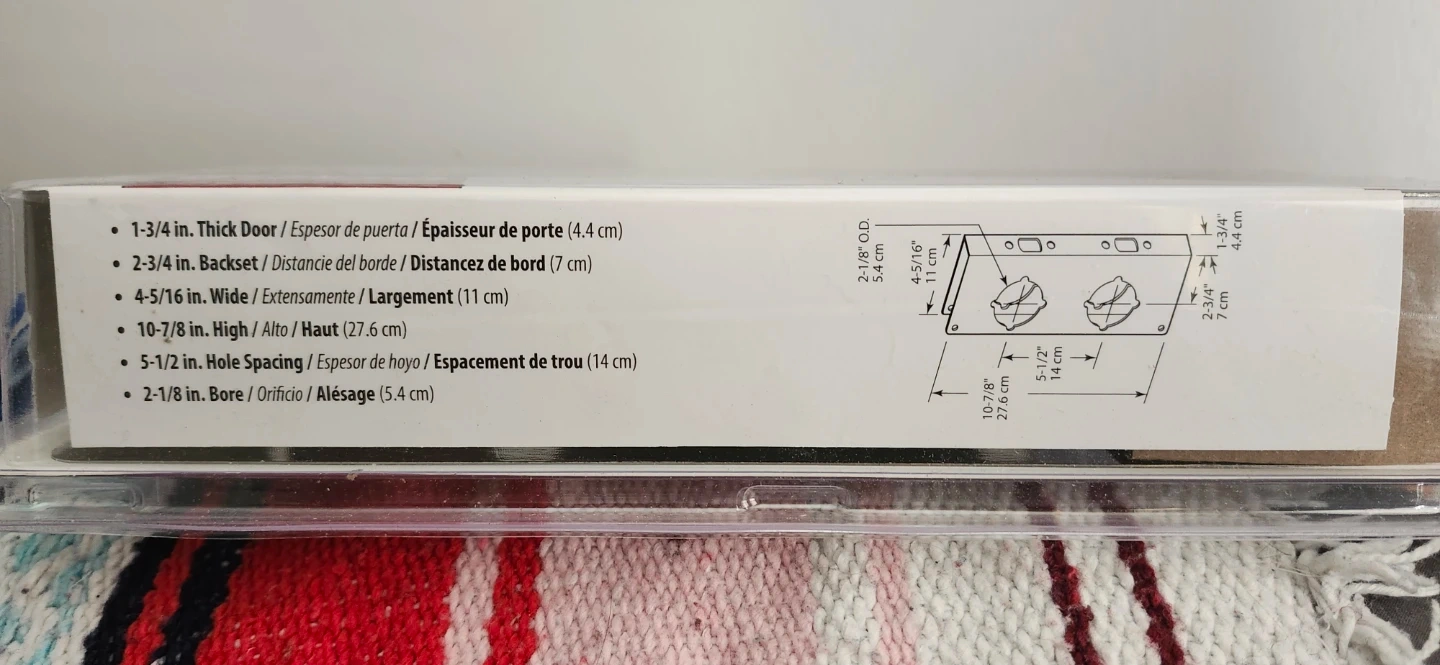 • 1-3/4 in. Thick Door / Espesor de puerta / Épaisseur de porte (4.4 cm)
• 2-3/4 in. Backset / Distancie del borde / Distancez de bord (7 cm)
• 4-5/16 in. Wide / Extensamente / Largement (11 cm)
• 10-7/8 in. High / Alto / Haut (27.6 cm)
• 5-1/2 in. Hole Spacing / Espesor de hoyo / Espacement de trou (14 cm)
• 2-1/8 in. Bore / Orificio / Alésage (5.4 cm)
2-1/8" O.D.
5.4 cm
4-5/16"
11 cm
1-3/4"
4.4 cm
2-3/4"
7 cm
5-1/2"
14 cm
10-7/8"
27.6 cm